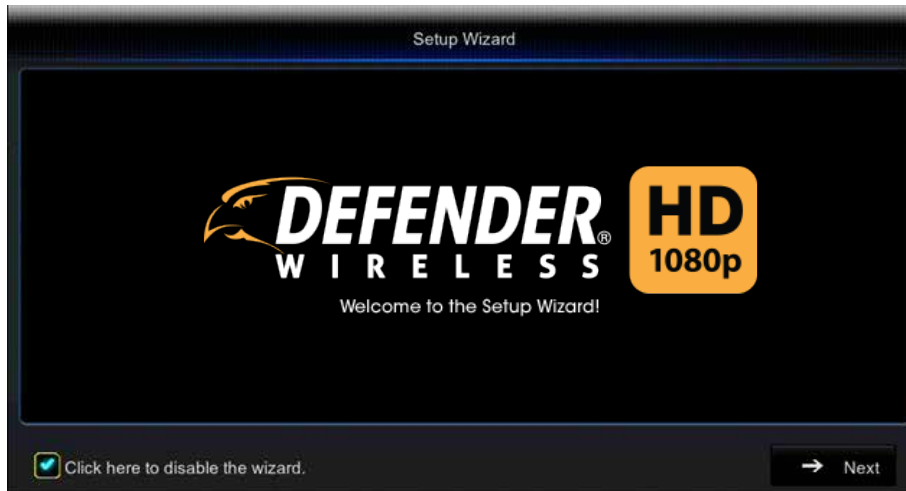 Setup Wizard
DEFENDER®
WIRELESS
HD
1080p
Welcome to the Setup Wizard!
Click here to disable the wizard.
Next